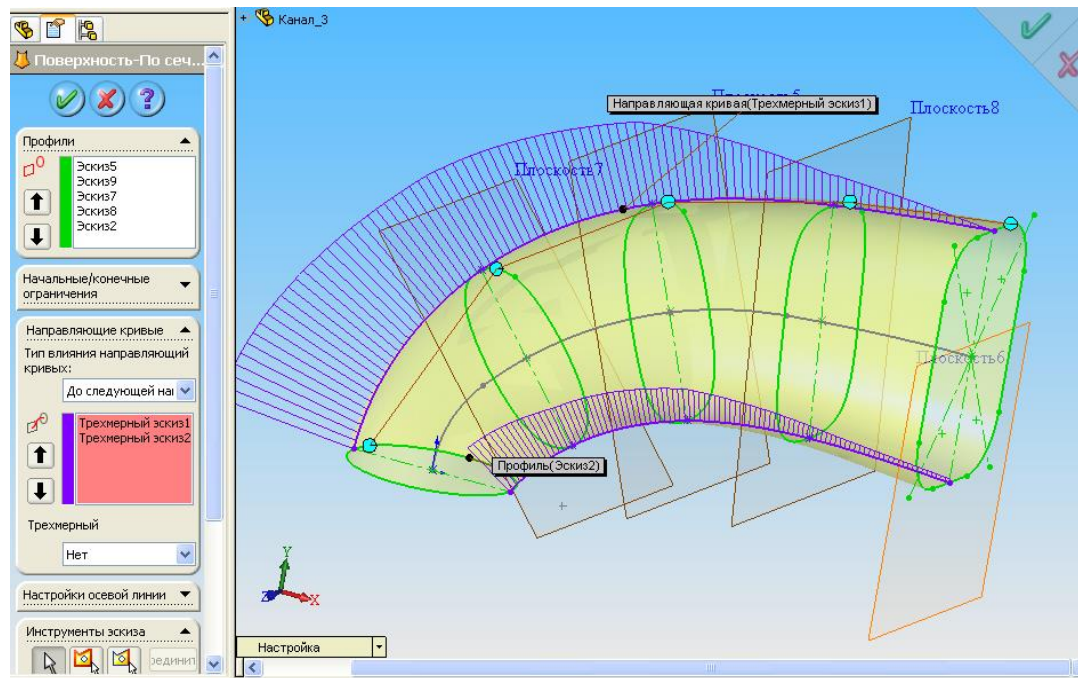 Канал_3
Поверхность-По сеч...
Профили
Эскиз5
Эскиз9
Эскиз7
Эскиз8
Эскиз2
Начальные/конечные
ограничения
Направляющие кривые
Тип влияния направляющий
кривых:
До следующей наг
Трехмерный эскиз1
Трехмерный эскиз2
Трехмерный
Нет
Настройки осевой линии
Инструменты эскиза
Направляющая кривая(Трехмерный эскиз1)
Плоскость8
Плоскость7
Плоскость6
Профиль(Эскиз2)
Y
Z
X
Настройка